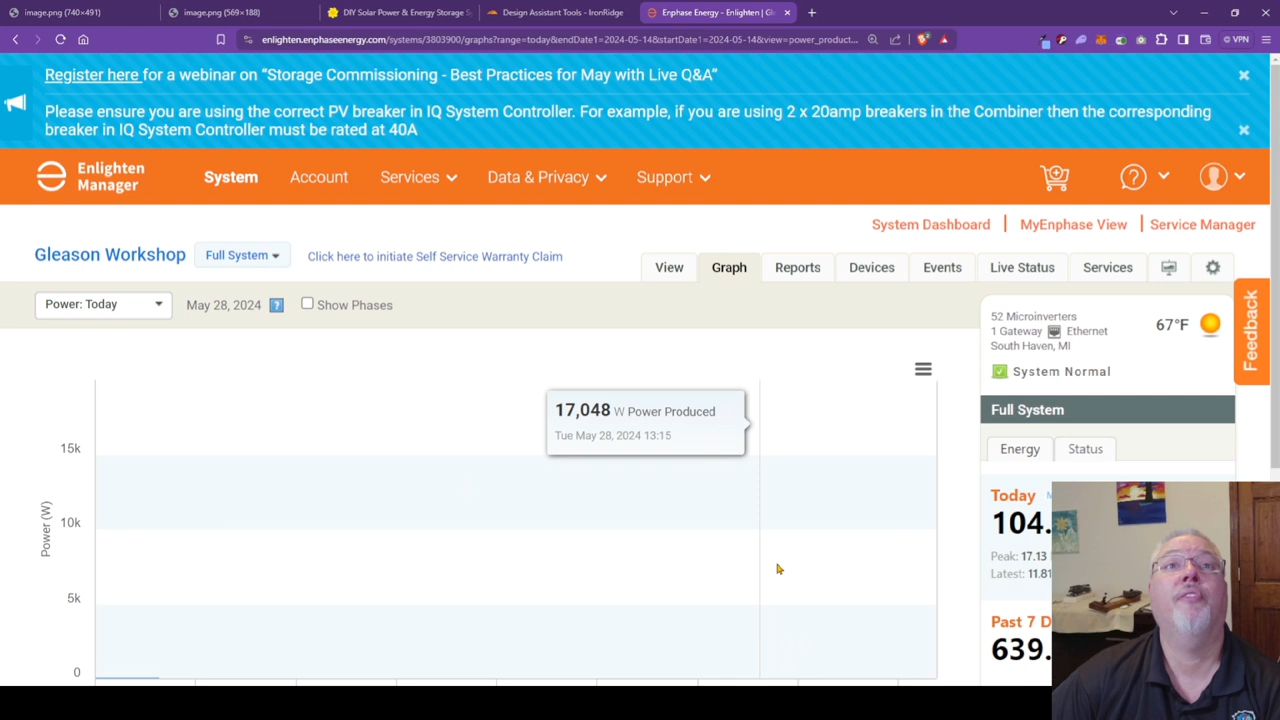 image.png (740×491)
image.png (569×188)
DIY Solar Power & Energy Storage S
Design Assistant Tools - IronRidge
Enphase Energy - Enlighten | Gl
enlighten.enphaseenergy.com/systems/3803900/graphs?range=today&endDate1=2024-05-14&startDate1=2024-05-14&view=power_product...
VPN
Register here for a webinar on “Storage Commissioning - Best Practices for May with Live Q&A”
Please ensure you are using the correct PV breaker in IQ System Controller. For example, if you are using 2 x 20amp breakers in the Combiner then the corresponding
breaker in IQ System Controller must be rated at 40A
Enlighten
Manager
System
Account
Services
Data & Privacy
Support
System Dashboard
MyEnphase View
Service Manager
Gleason Workshop
Full System
Click here to initiate Self Service Warranty Claim
View
Graph
Reports
Devices
Events
Live Status
Services
Power: Today
May 28, 2024
?
Show Phases
52 Microinverters
1 Gateway Ethernet
South Haven, MI
67°F
System Normal
Feedback
Full System
Energy
Status
17,048 W Power Produced
Tue May 28, 2024 13:15
15k
10k
5k
0
Power (W)
Today
104.
Peak: 17.13
Latest: 11.81
Past 7 D
639.